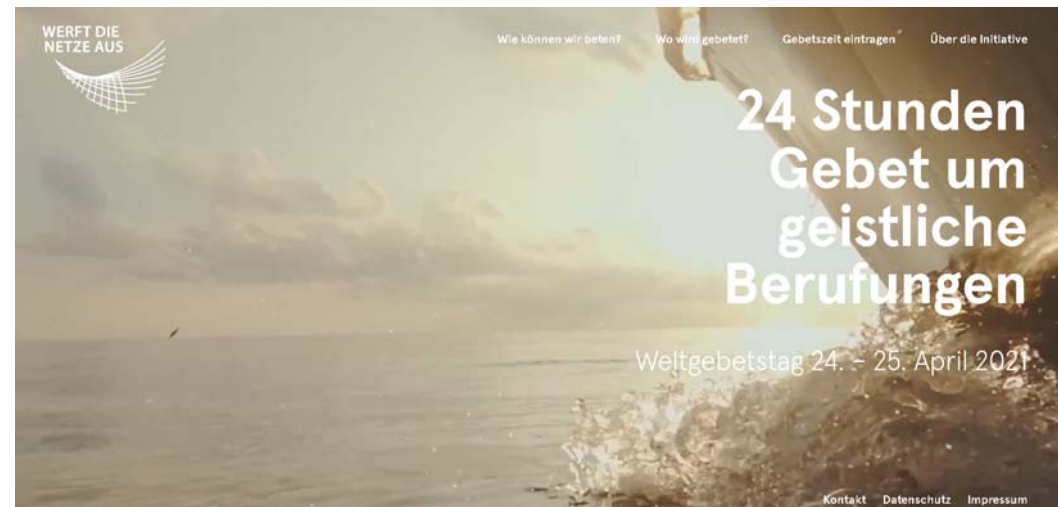 WERFT DIE
NETZE AUS
Wie können wir beten? Wo wird gebetet? Gebetszeit eintragen Über die Initiative
24 Stunden
Gebet um
geistliche
Berufungen
Weltgebetstag 24. – 25. April 2021
Kontakt Datenschutz Impressum